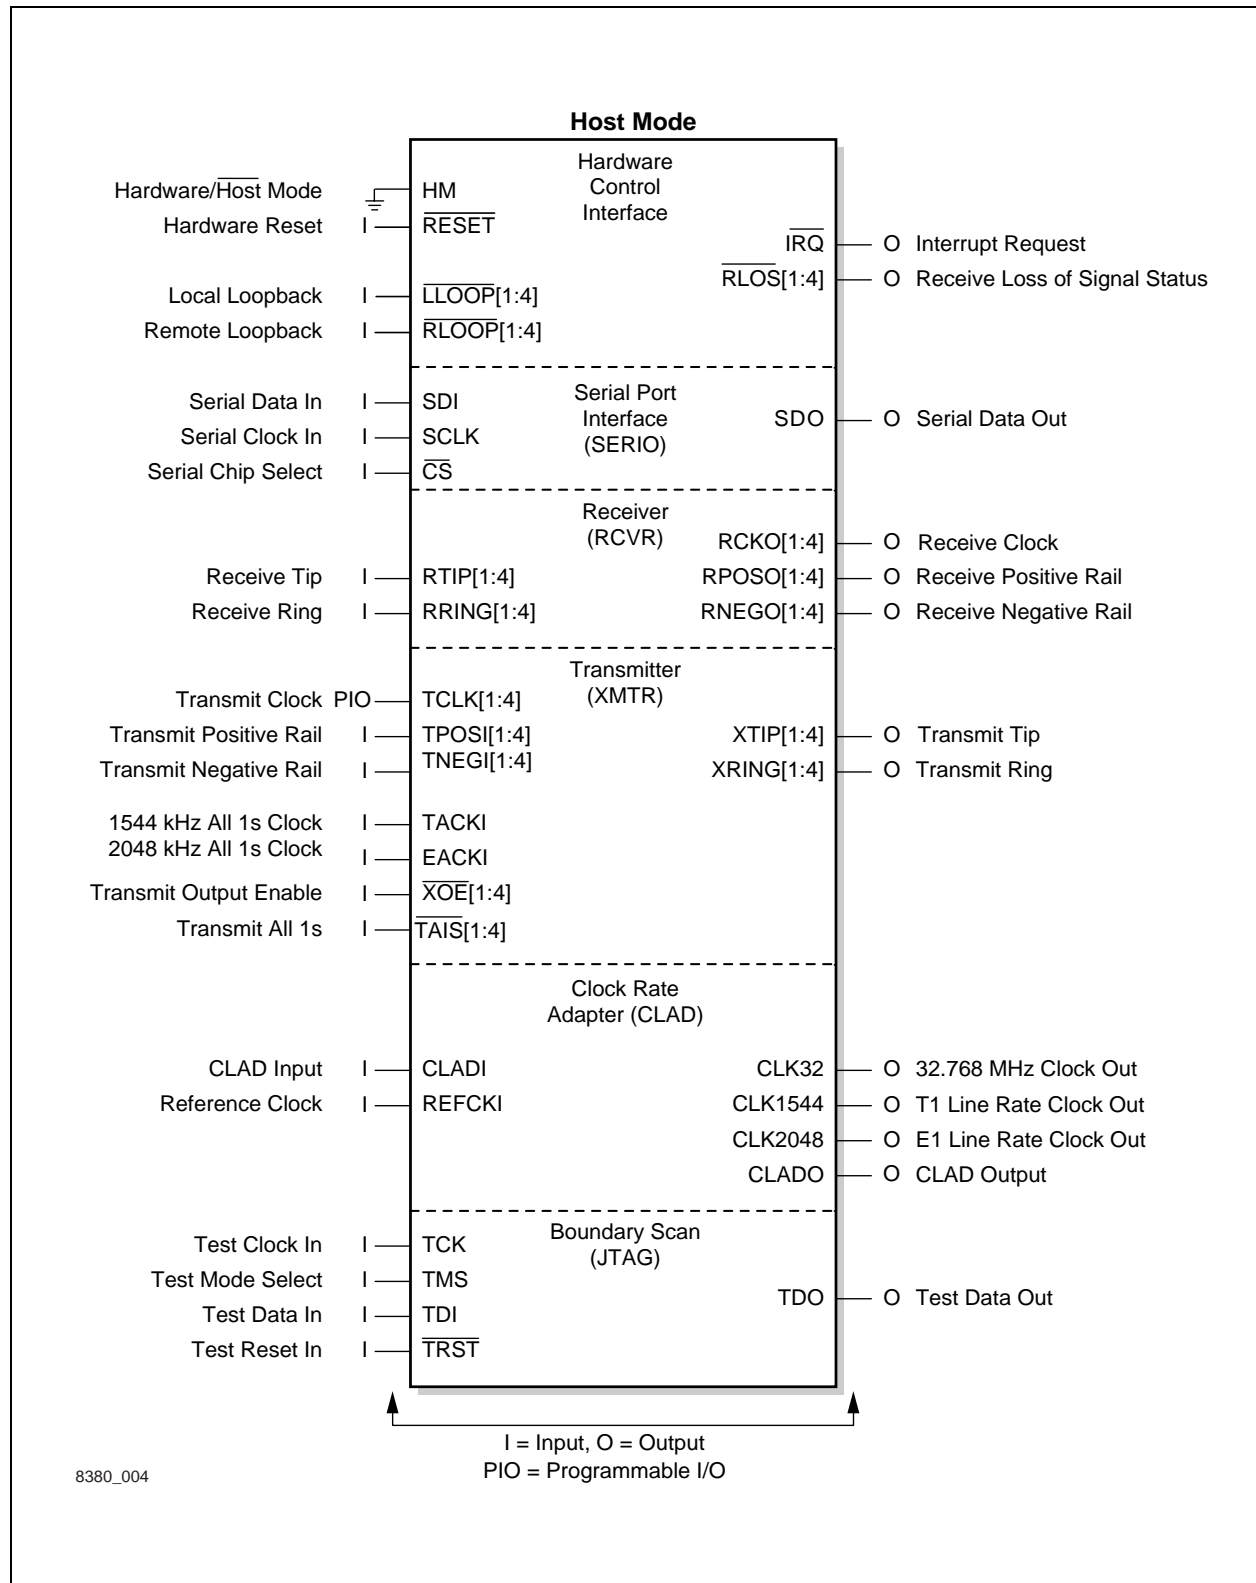 Host Mode
Hardware
Control
Interface
Hardware/Host Mode HM
Hardware Reset I RESET
IRQ O Interrupt Request
RLOS[1:4] O Receive Loss of Signal Status
Local Loopback I LLOOP[1:4]
Remote Loopback I RLOOP[1:4]
Serial Port
Interface
(SERIO)
Serial Data In I SDI
SDO O Serial Data Out
Serial Clock In I SCLK
Serial Chip Select I CS
Receiver
(RCVR)
RCKO[1:4] O Receive Clock
Receive Tip I RTIP[1:4] RPOSO[1:4] O Receive Positive Rail
Receive Ring I RRING[1:4] RNEGO[1:4] O Receive Negative Rail
Transmitter
(XMTR)
Transmit Clock PIO TCLK[1:4]
Transmit Positive Rail I TPOSI[1:4] XTIP[1:4] O Transmit Tip
Transmit Negative Rail I TNEGI[1:4] XRING[1:4] O Transmit Ring
1544 kHz All 1s Clock I TACKI
2048 kHz All 1s Clock I EACKI
Transmit Output Enable I XOE[1:4]
Transmit All 1s I TAIS[1:4]
Clock Rate
Adapter (CLAD)
CLAD Input I CLADI CLK32 O 32.768 MHz Clock Out
Reference Clock I REFCKI CLK1544 O T1 Line Rate Clock Out
CLK2048 O E1 Line Rate Clock Out
CLADO O CLAD Output
Boundary Scan
(JTAG)
Test Clock In I TCK
Test Mode Select I TMS
TDO O Test Data Out
Test Data In I TDI
Test Reset In I TRST
I = Input, O = Output
PIO = Programmable I/O
8380_004